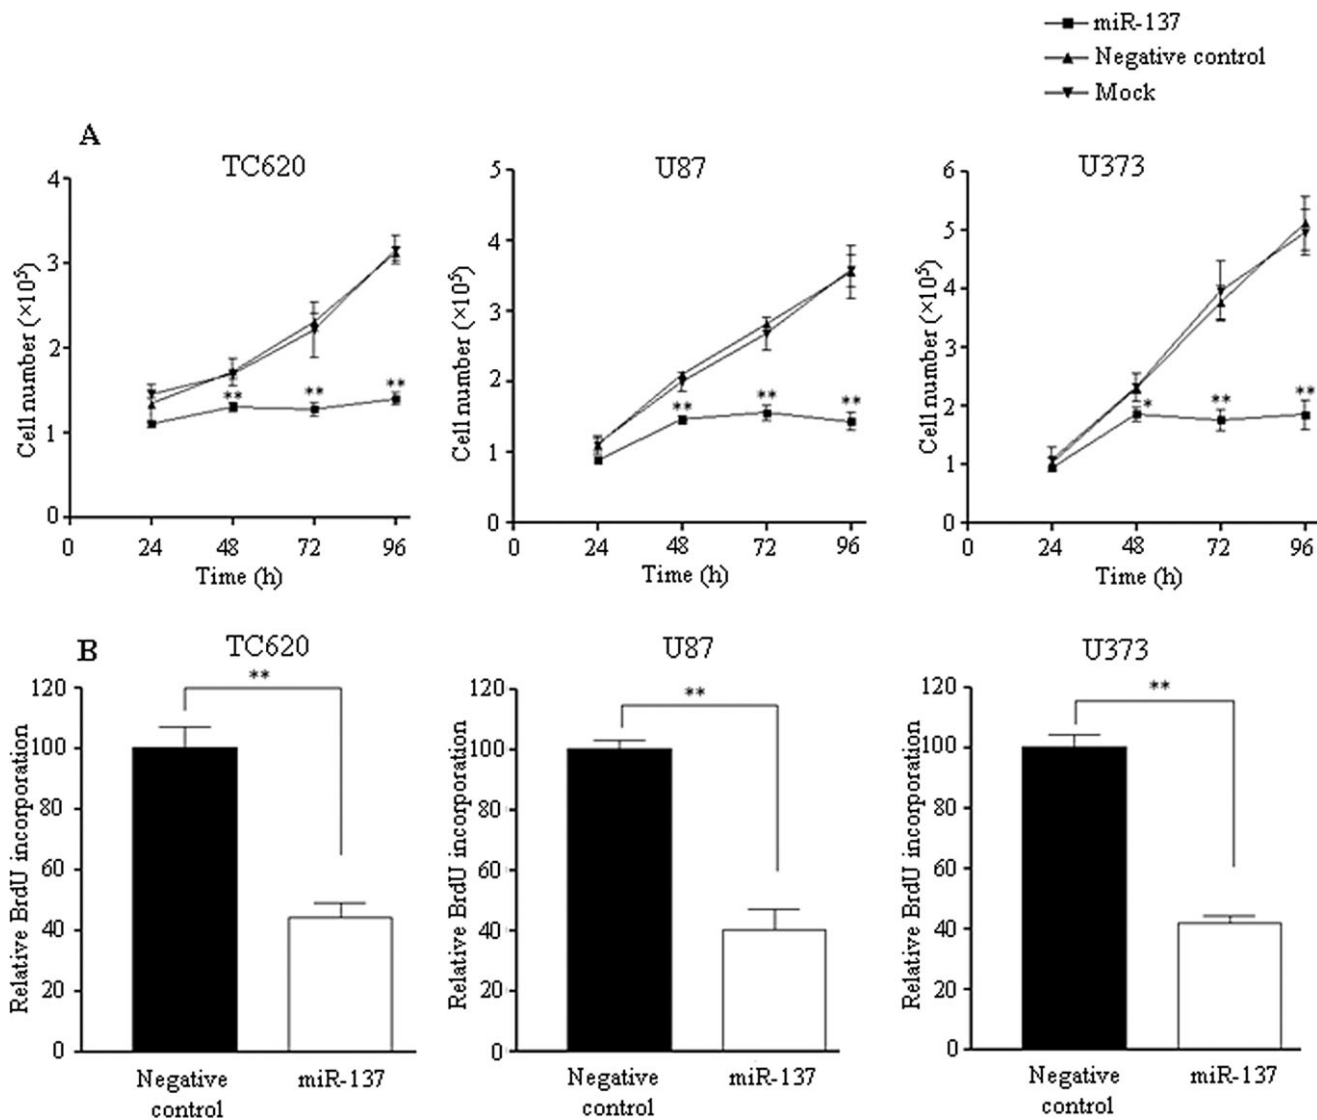 miR-137
Negative control
Mock
A
TC620
U87
U373
Cell number (×10⁵)
4
3
2
1
0
0
24
48
72
96
Time (h)
**
**
**
Cell number (×10⁵)
5
4
3
2
1
0
0
24
48
72
96
Time (h)
**
**
**
Cell number (×10⁵)
6
5
4
3
2
1
0
0
24
48
72
96
Time (h)
*
**
**
B
TC620
U87
U373
Relative BrdU incorporation
120
100
80
60
40
20
0
**
Negative
control
miR-137
Relative BrdU incorporation
120
100
80
60
40
20
0
**
Negative
control
miR-137
Relative BrdU incorporation
120
100
80
60
40
20
0
**
Negative
control
miR-137